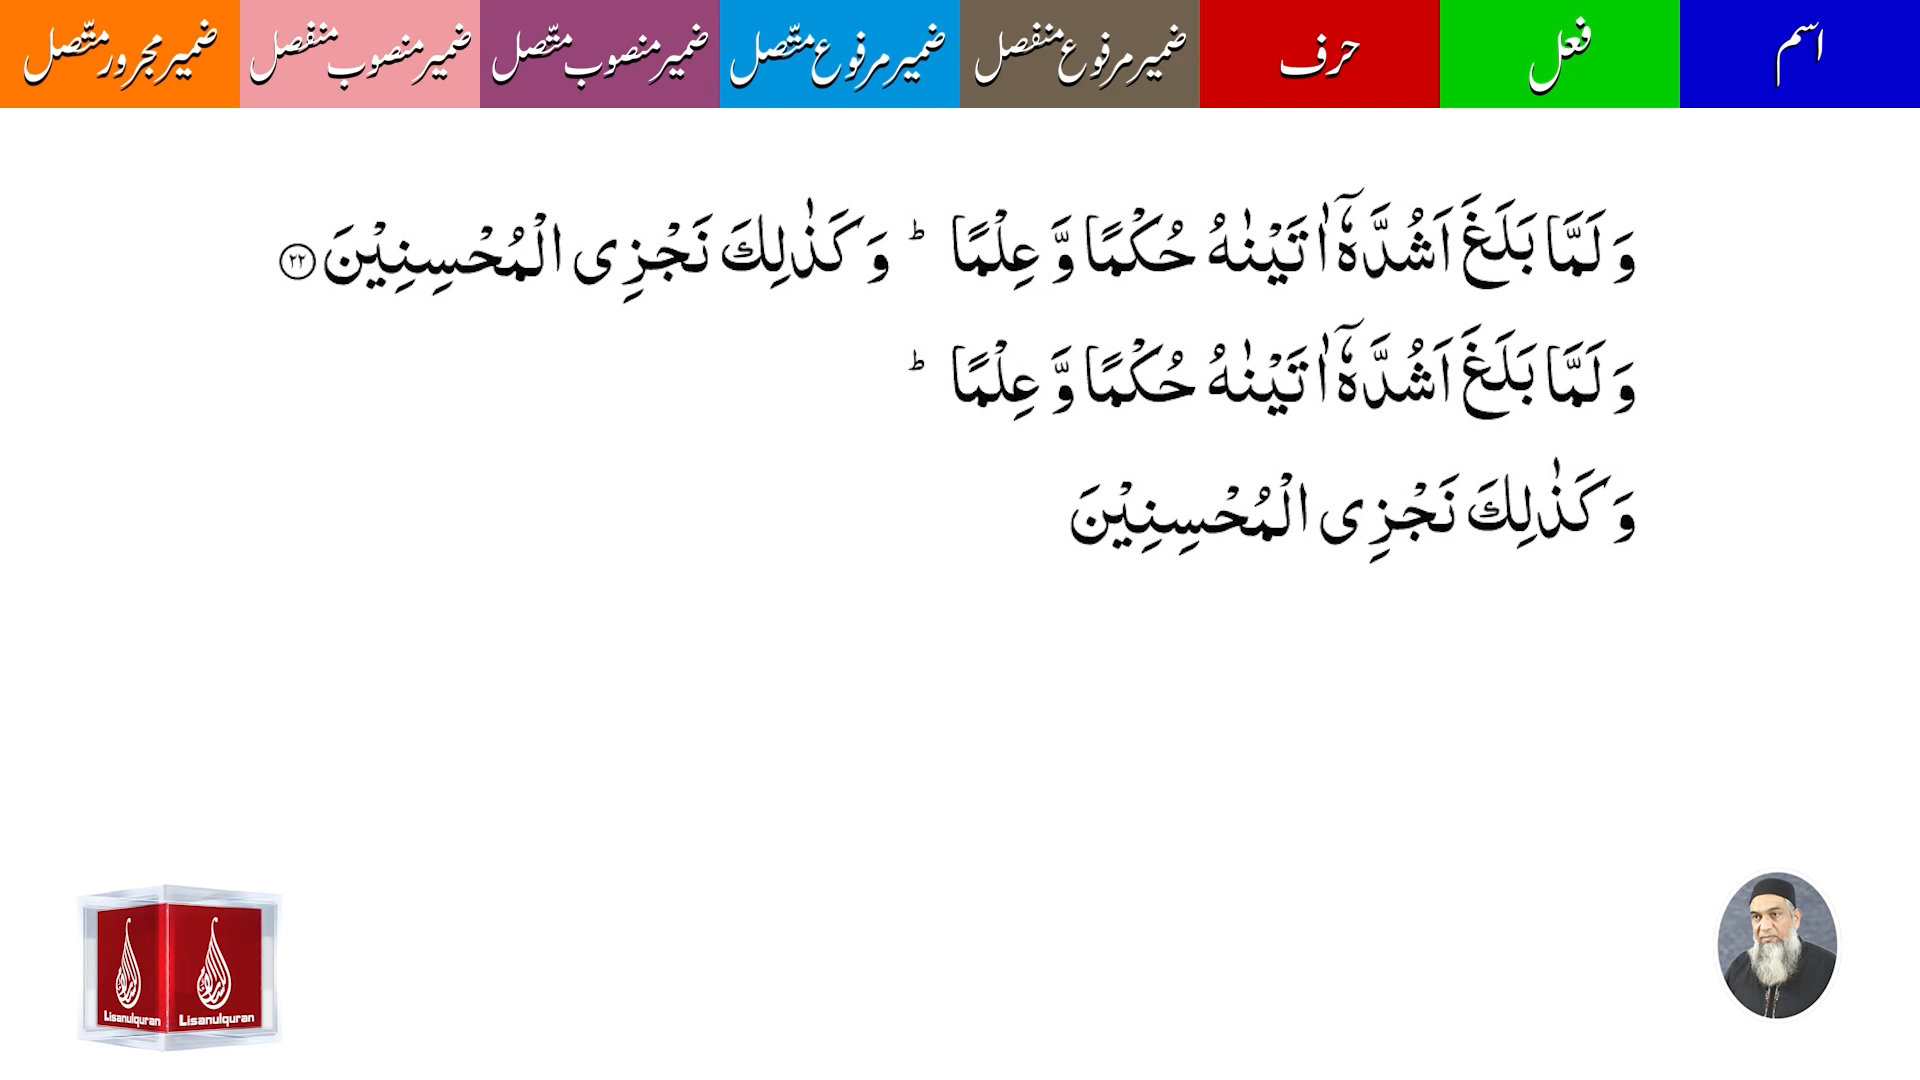 اسم فعل حرف ضمیر مرفوع منفصل ضمیر مرفوع متّصل ضمیر منصوب متّصل ضمیر منصوب منفصل ضمیر مجرور متّصل
وَ لَمَّا بَلَغَ اَشُدَّهٗۤ اٰتَیْنٰهُ حُكْمًا وَّ عِلْمًا ؕ وَ كَذٰلِكَ نَجْزِی الْمُحْسِنِیْنَ ۝۲۲
وَ لَمَّا بَلَغَ اَشُدَّهٗۤ اٰتَیْنٰهُ حُكْمًا وَّ عِلْمًا ؕ
وَ كَذٰلِكَ نَجْزِی الْمُحْسِنِیْنَ
Lisanulquran Lisanulquran